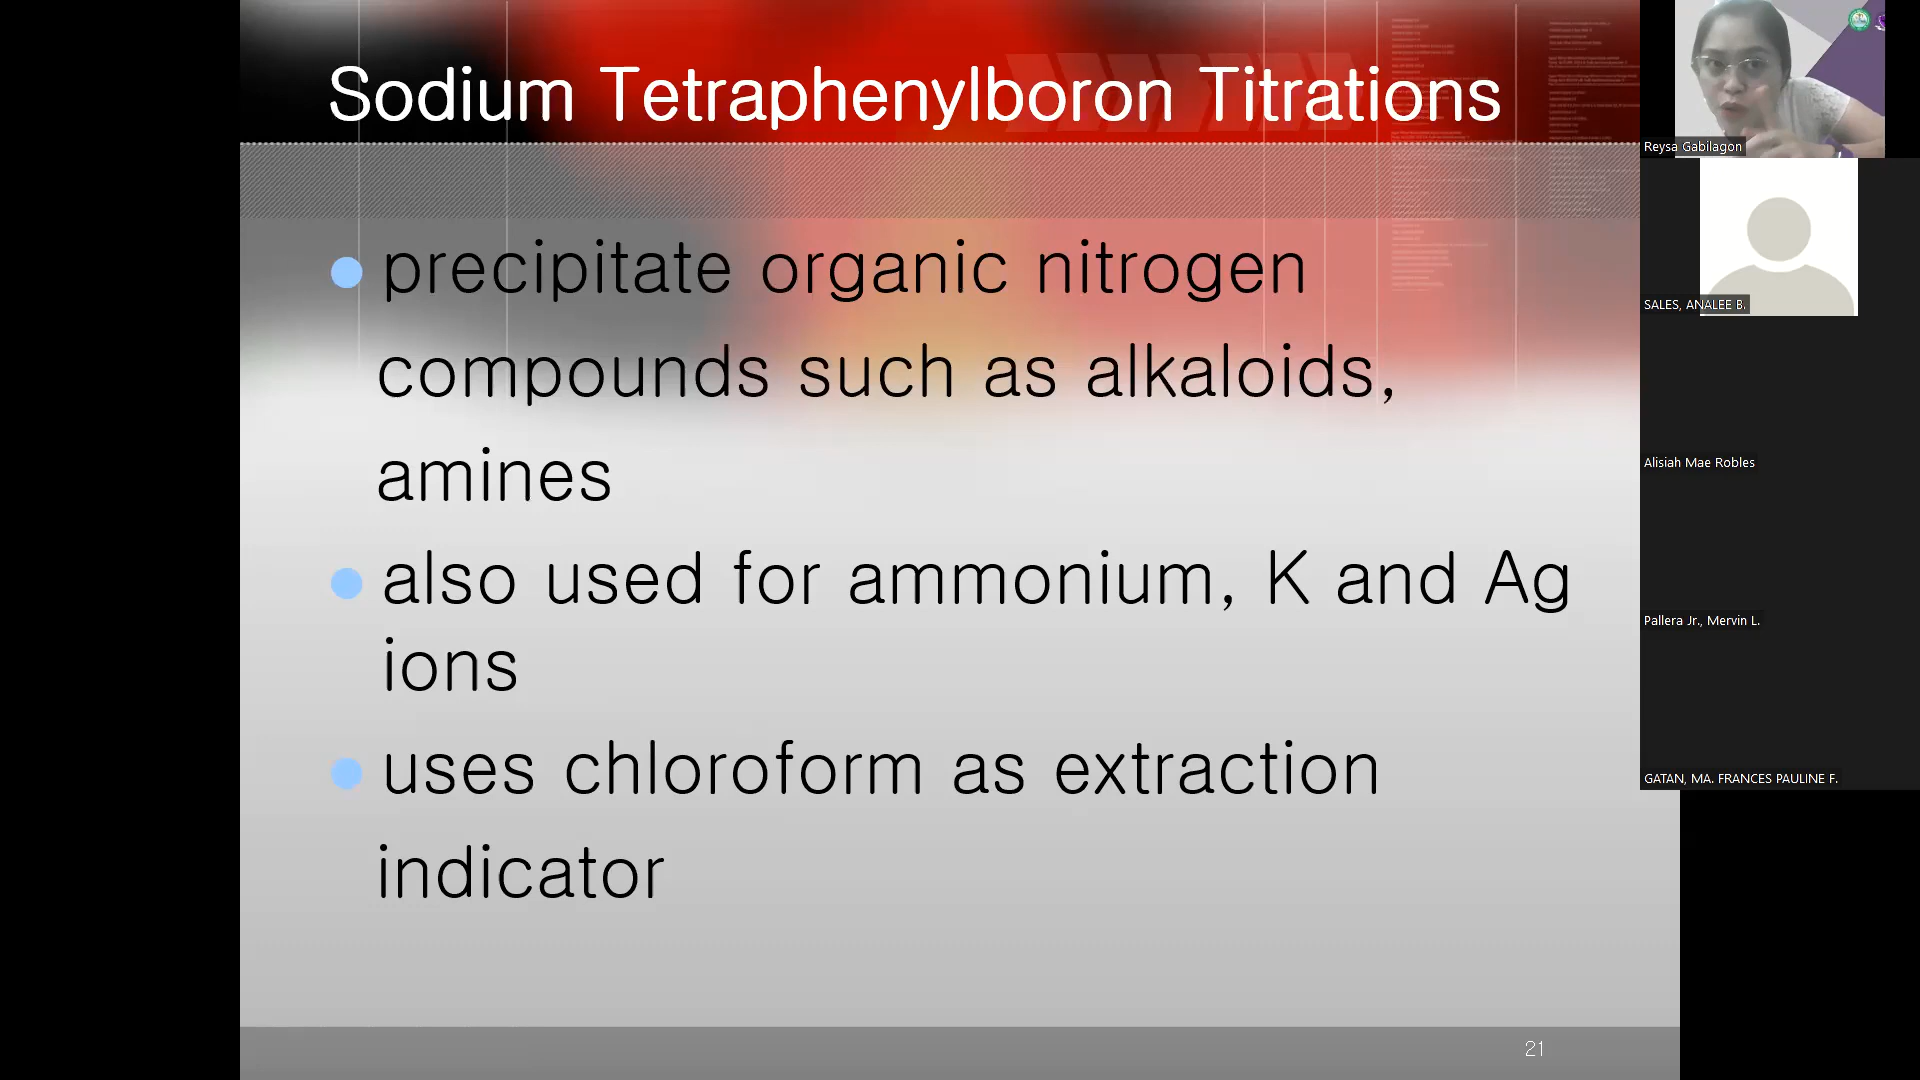 Sodium Tetraphenylboron Titrations
precipitate organic nitrogen
compounds such as alkaloids,
amines
also used for ammonium, K and Ag
ions
uses chloroform as extraction
indicator
21
Reysa Gabilagon
SALES, ANALEE B.
Alisiah Mae Robles
Pallera Jr., Mervin L.
GATAN, MA. FRANCES PAULINE F.